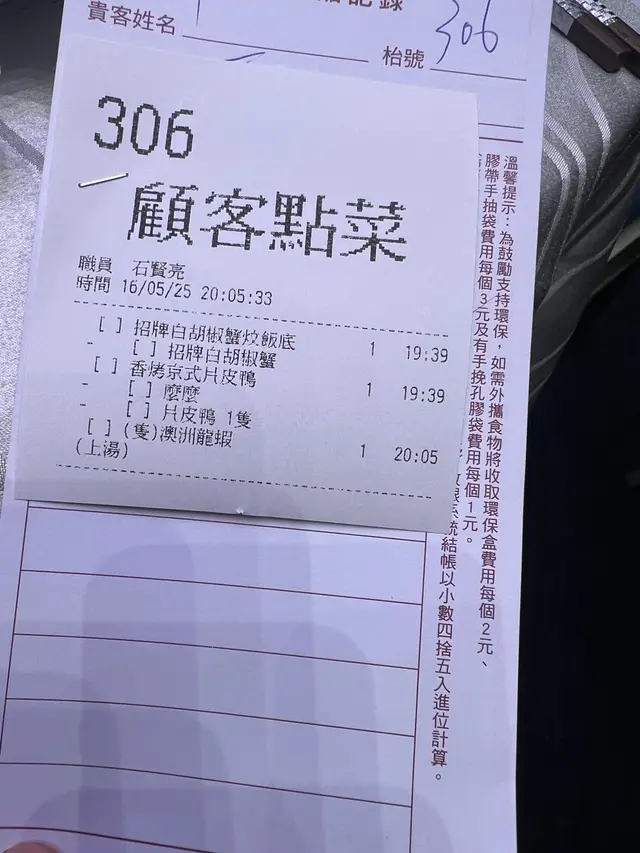 貴客姓名
枱號 306
306
顧客點菜
職員 石賢亮
時間 16/05/25 20:05:33
[ ] 招牌白胡椒蟹炆飯底 1 19:39
- [ ] 招牌白胡椒蟹
[ ] 香烤京式片皮鴨 1 19:39
- [ ] 麼麼
- [ ] 片皮鴨 1隻
[ ] (隻)澳洲龍蝦 1 20:05
(上湯)
溫馨提示：為鼓勵支持環保，如需外攜食物將收取環保盒費用每個2元、
膠帶手抽袋費用每個3元及有手挽孔膠袋費用每個1元。
結帳以小數四捨五入進位計算。